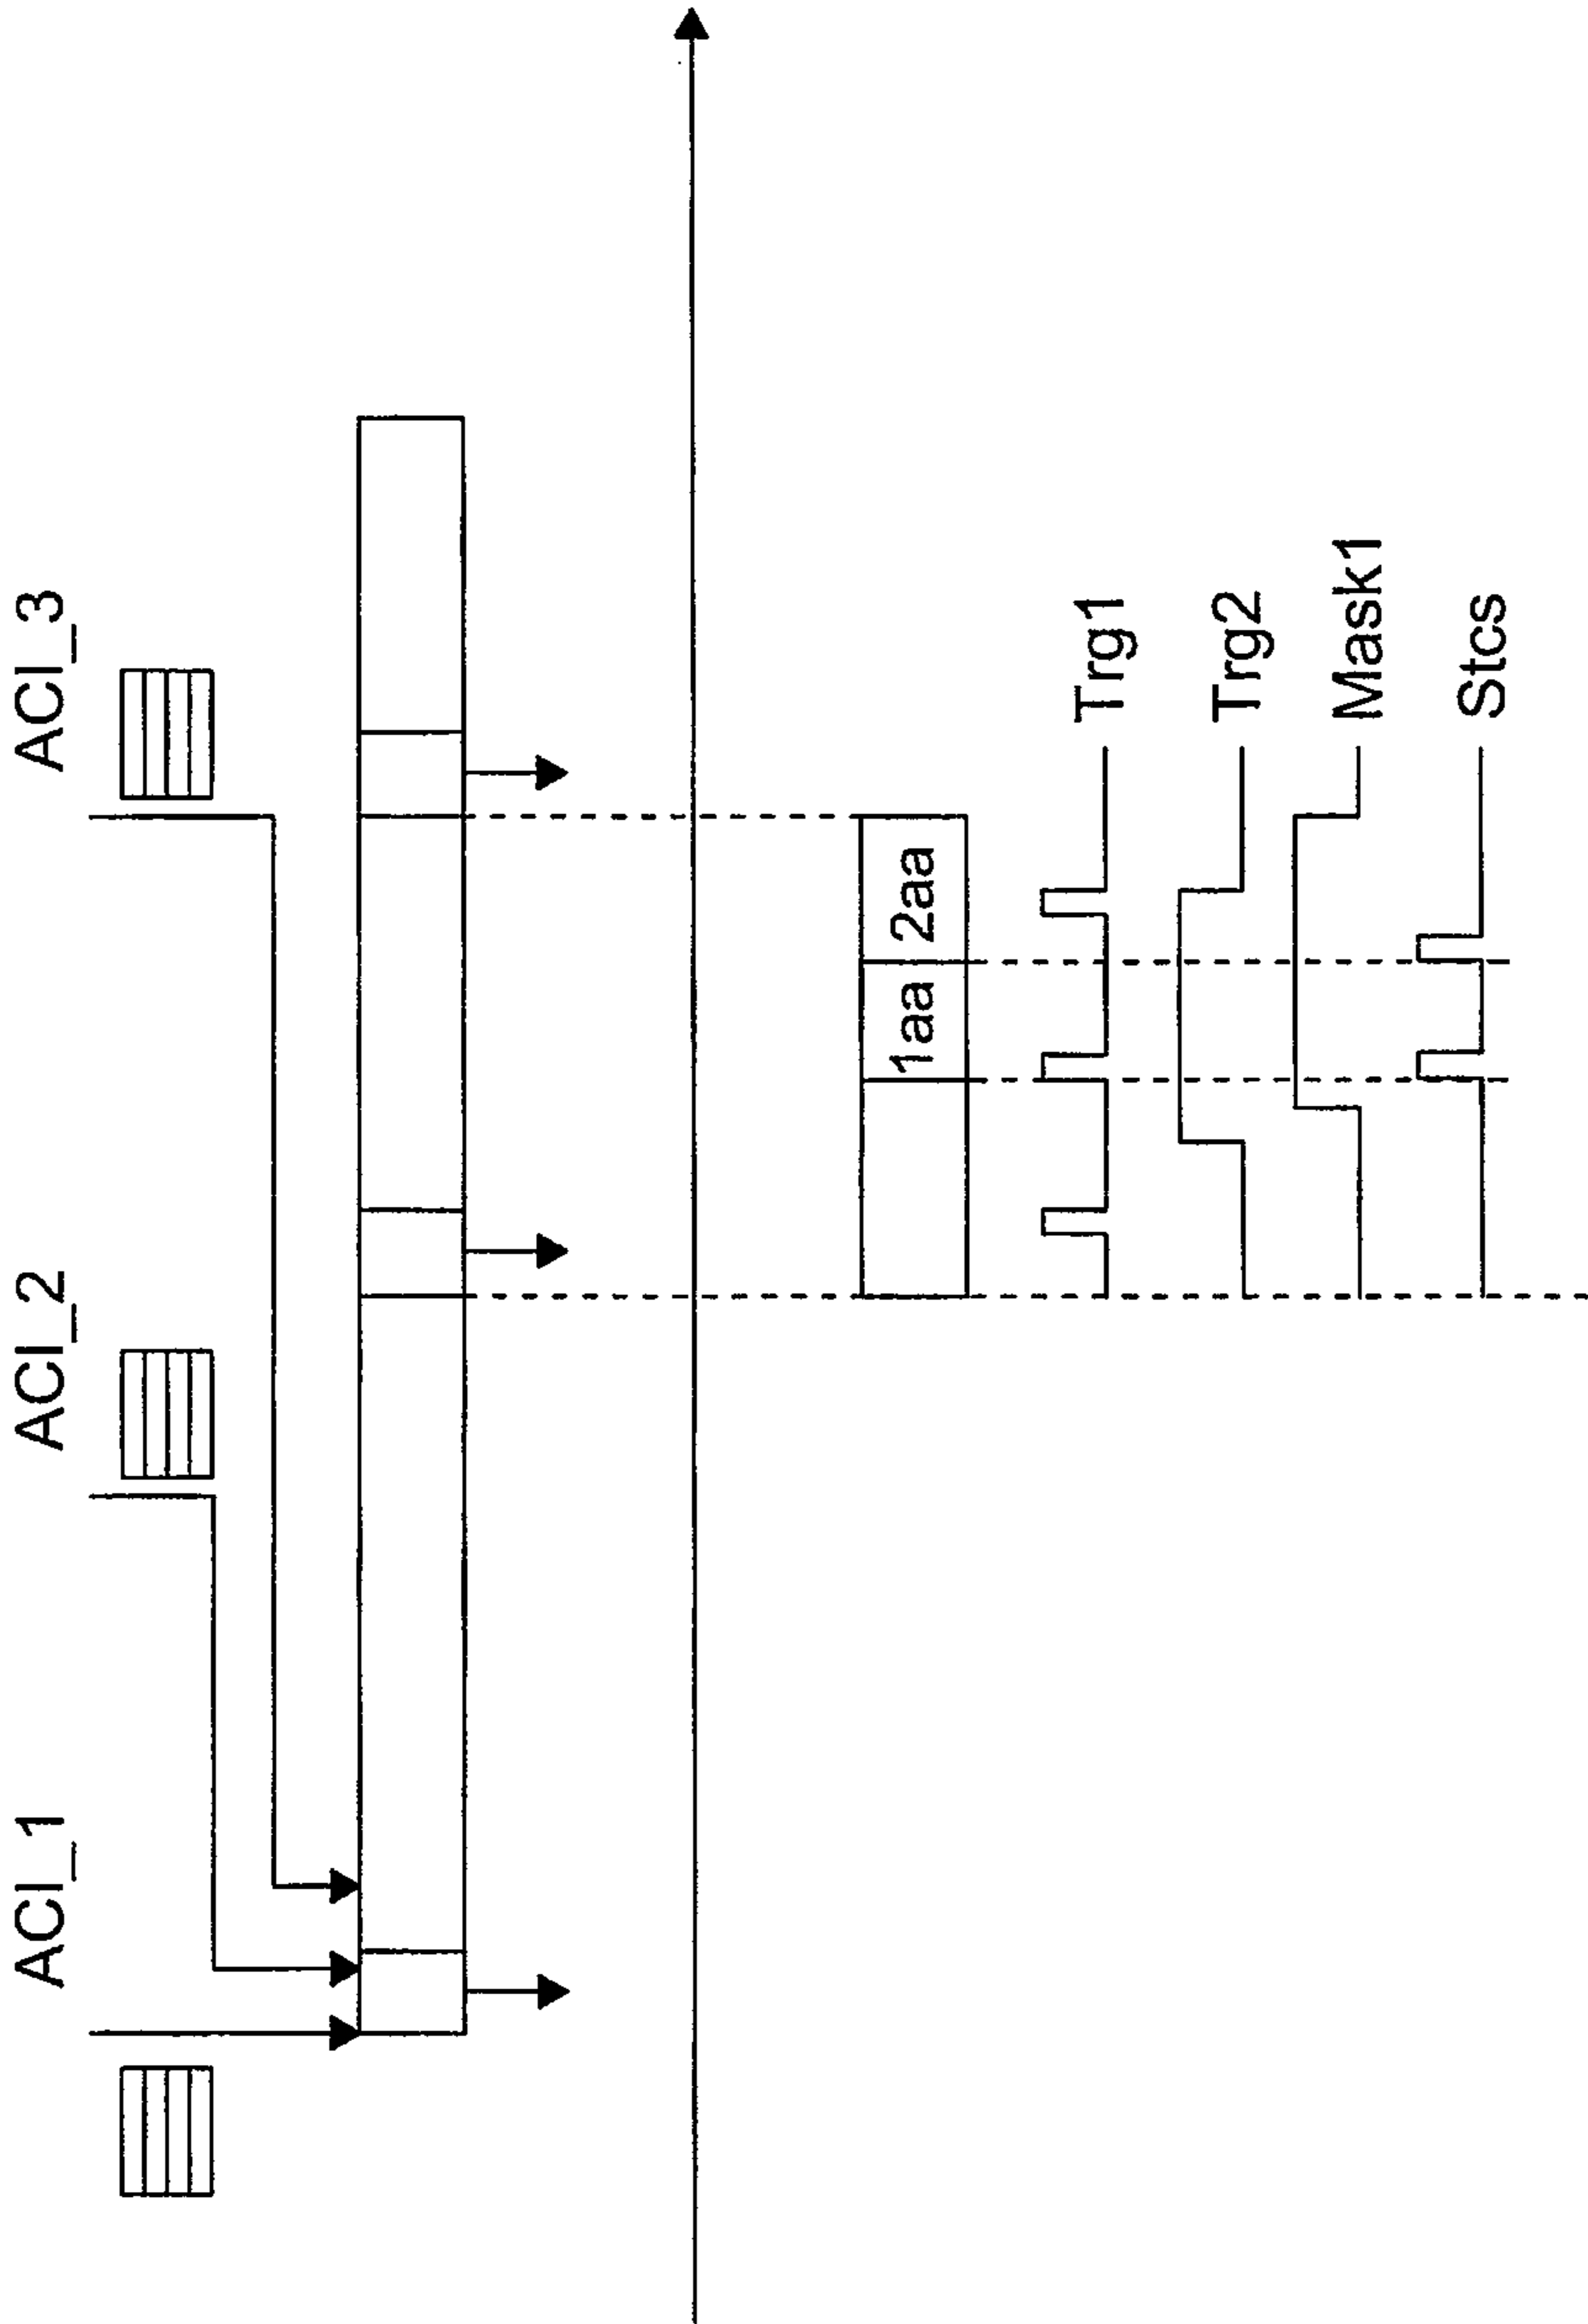 ACI_1
ACI_2
ACI_3
1aa
2aa
Trg1
Trg2
Mask1
Stcs